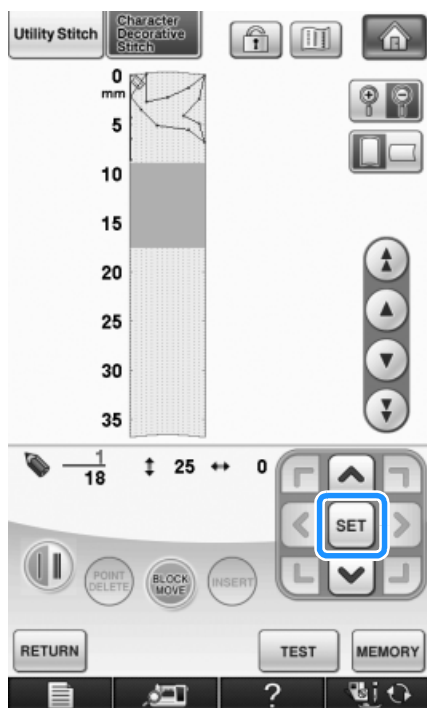 Utility Stitch
Character
Decorative
Stitch
0
mm
5
10
15
20
25
30
35
1
18
25
0
SET
POINT
DELETE
BLOCK
MOVE
INSERT
RETURN
TEST
MEMORY
?